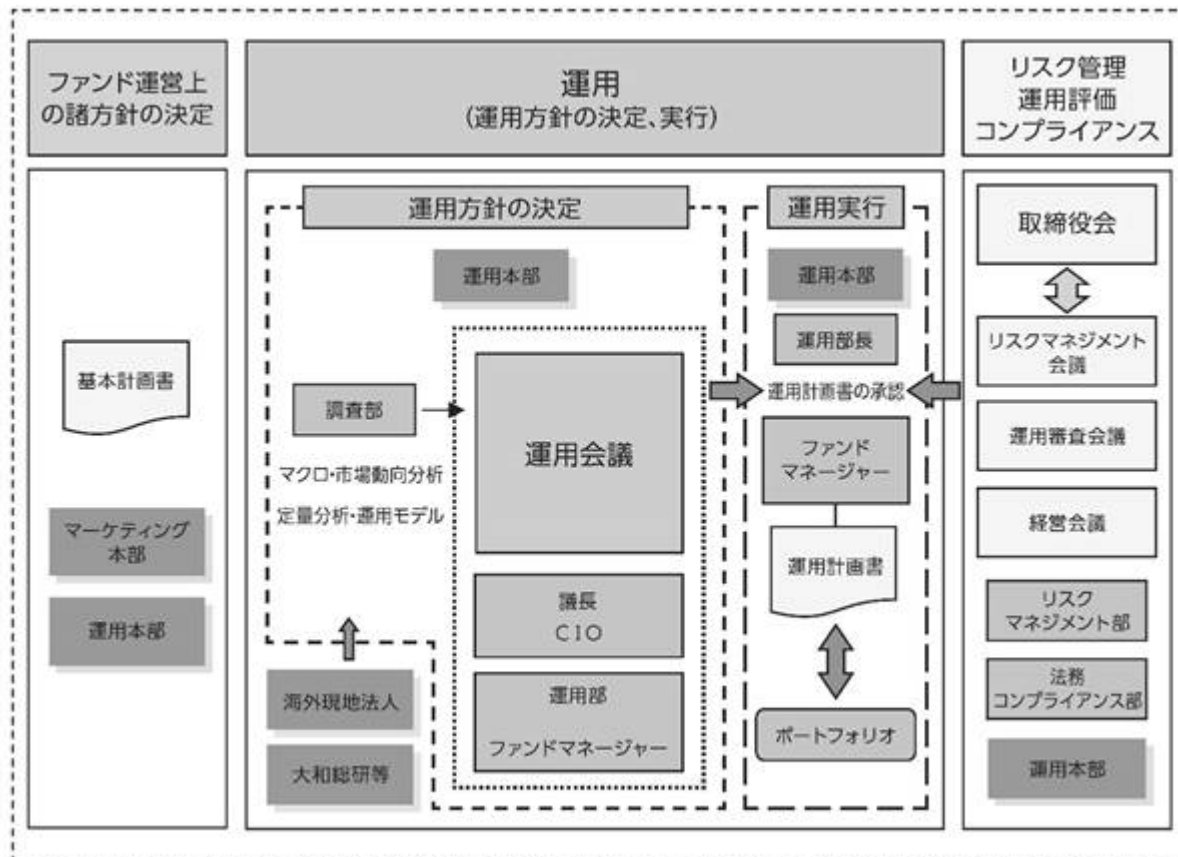 ファンド運営上
の諸方針の決定
運用
(運用方針の決定、実行)
リスク管理
運用評価
コンプライアンス
基本計画書
マーケティング
本部
運用本部
運用方針の決定
運用本部
調査部
マクロ・市場動向分析
定量分析・運用モデル
海外現地法人
大和総研等
運用会議
議長
CIO
運用部
ファンドマネージャー
運用実行
運用本部
運用部長
運用計画書の承認
ファンド
マネージャー
運用計画書
ポートフォリオ
取締役会
リスクマネジメント
会議
運用審査会議
経営会議
リスク
マネジメント部
法務
コンプライアンス部
運用本部